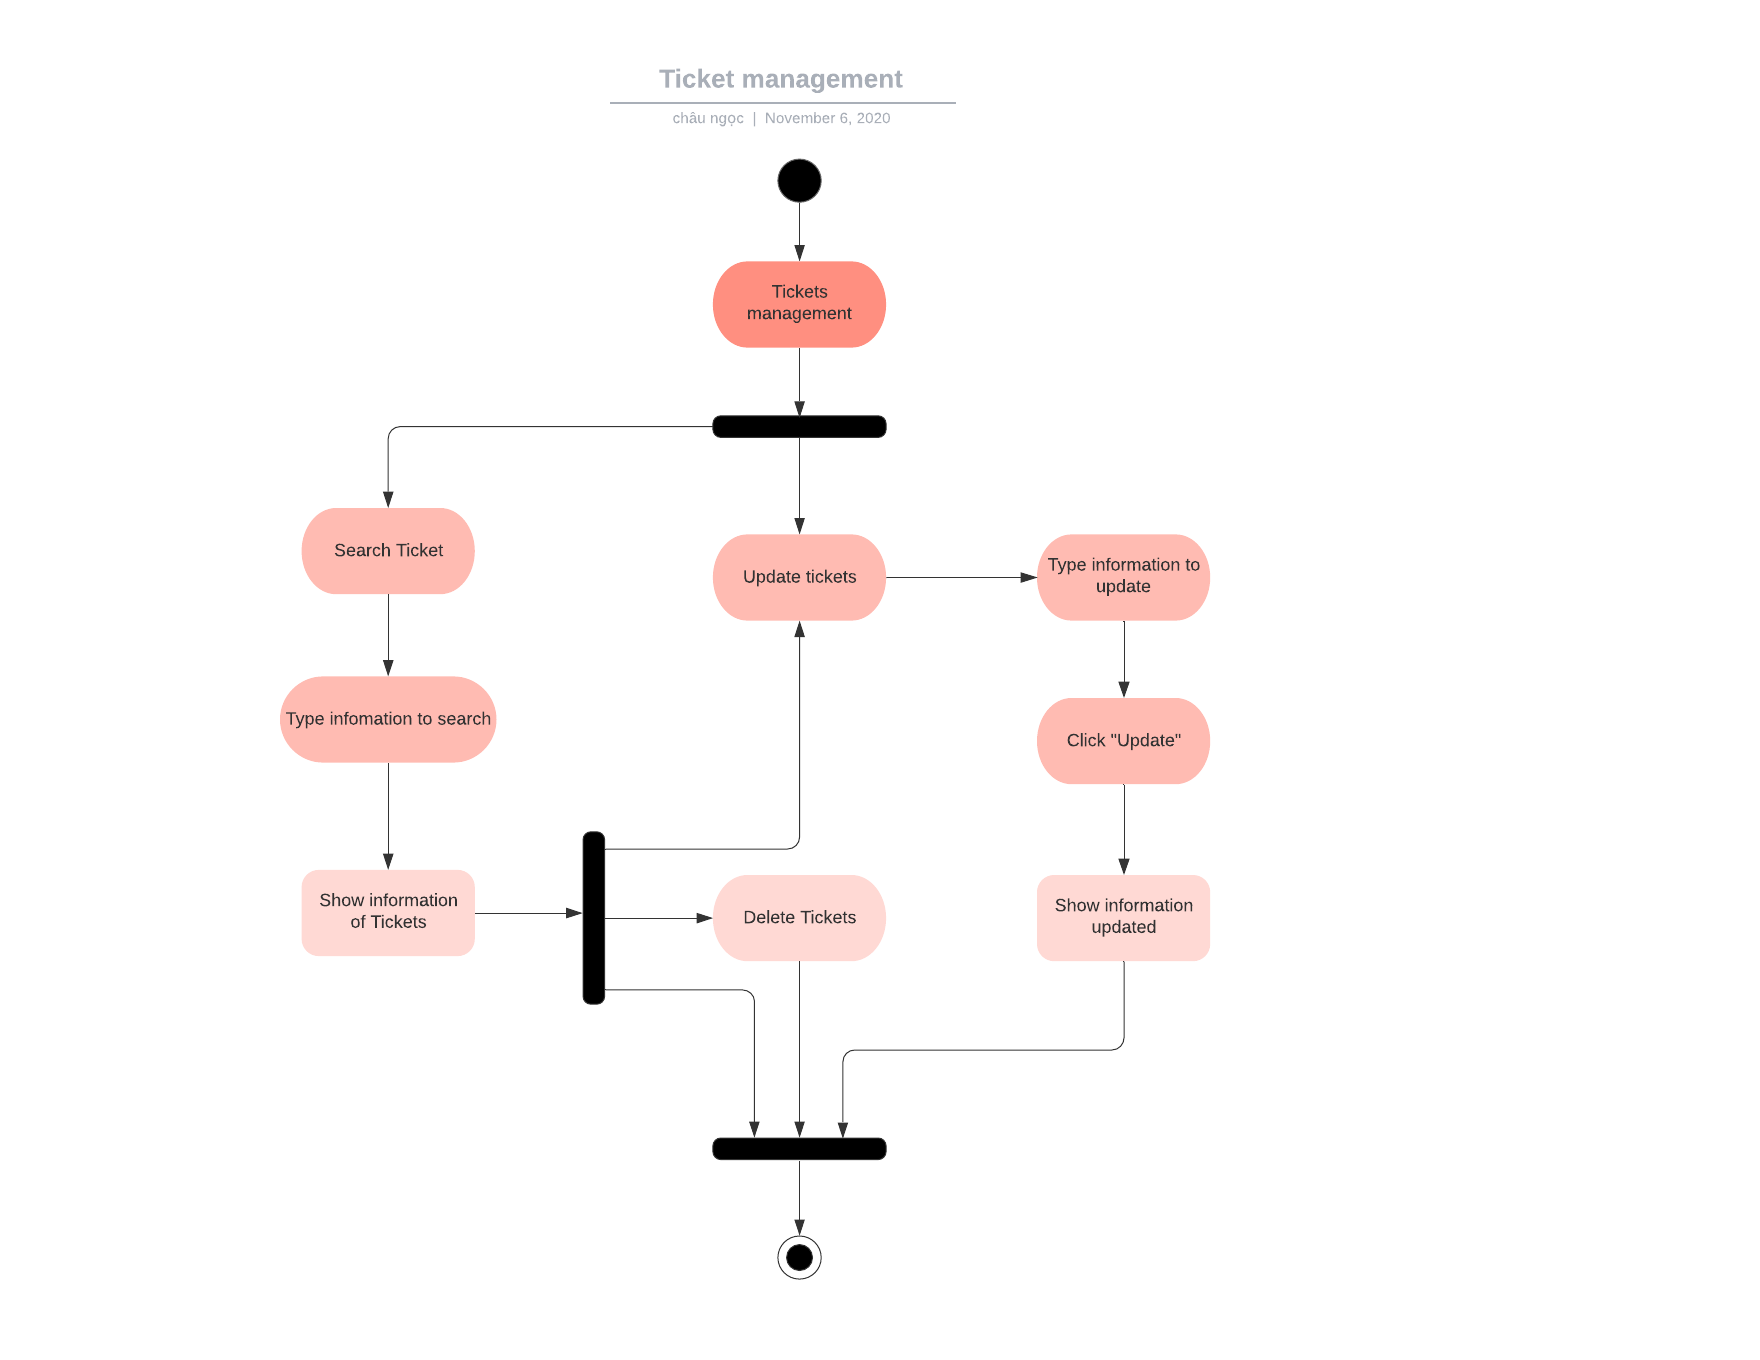 Ticket management
châu ngọc | November 6, 2020
Tickets
management
Search Ticket
Update tickets
Type information to
update
Type infomation to search
Click "Update"
Show information
of Tickets
Delete Tickets
Show information
updated